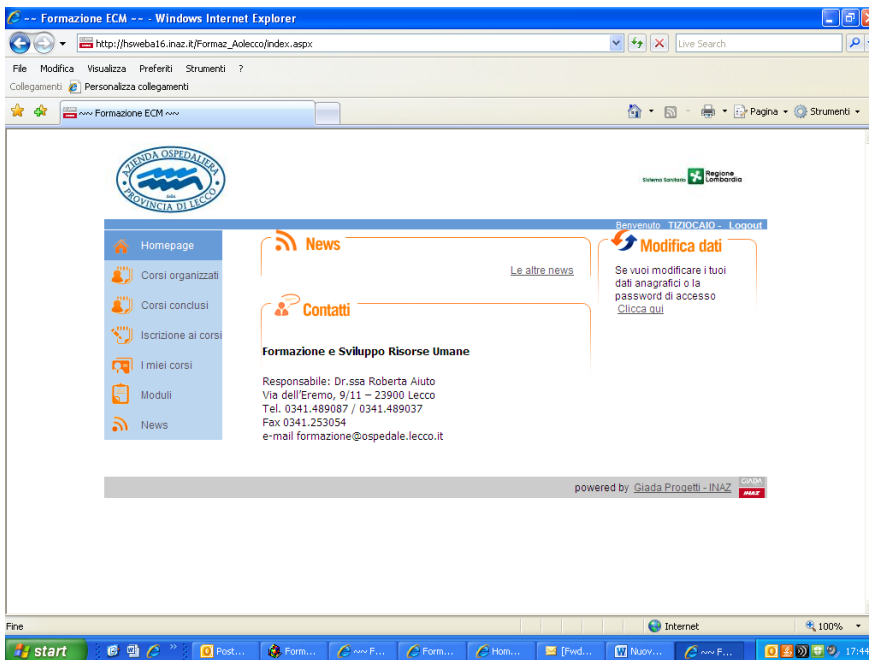 -- Formazione ECM -- - Windows Internet Explorer
http://hsweba16.inaz.it/Formaz_Aolecco/index.aspx
Live Search
File Modifica Visualizza Preferiti Strumenti ?
Collegamenti Personalizza collegamenti
~~ Formazione ECM ~~
Pagina
Strumenti
AZIENDA OSPEDALIERA
PROVINCIA DI LECCO
Sistema Sanitario
Regione Lombardia
Benvenuto TIZIOCAIO - Logout
Homepage
Corsi organizzati
Corsi conclusi
Iscrizione ai corsi
I miei corsi
Moduli
News
News
Le altre news
Contatti
Formazione e Sviluppo Risorse Umane
Responsabile: Dr.ssa Roberta Aiuto
Via dell'Eremo, 9/11 – 23900 Lecco
Tel. 0341.489087 / 0341.489037
Fax 0341.253054
e-mail formazione@ospedale.lecco.it
Modifica dati
Se vuoi modificare i tuoi
dati anagrafici o la
password di accesso
Clicca qui
powered by Giada Progetti - INAZ
GIADA
INAZ
Fine
Internet
100%
start
Post...
Form...
~~ F...
Form...
Hom...
[Fwd...
Nuov...
~~ F...
17:44